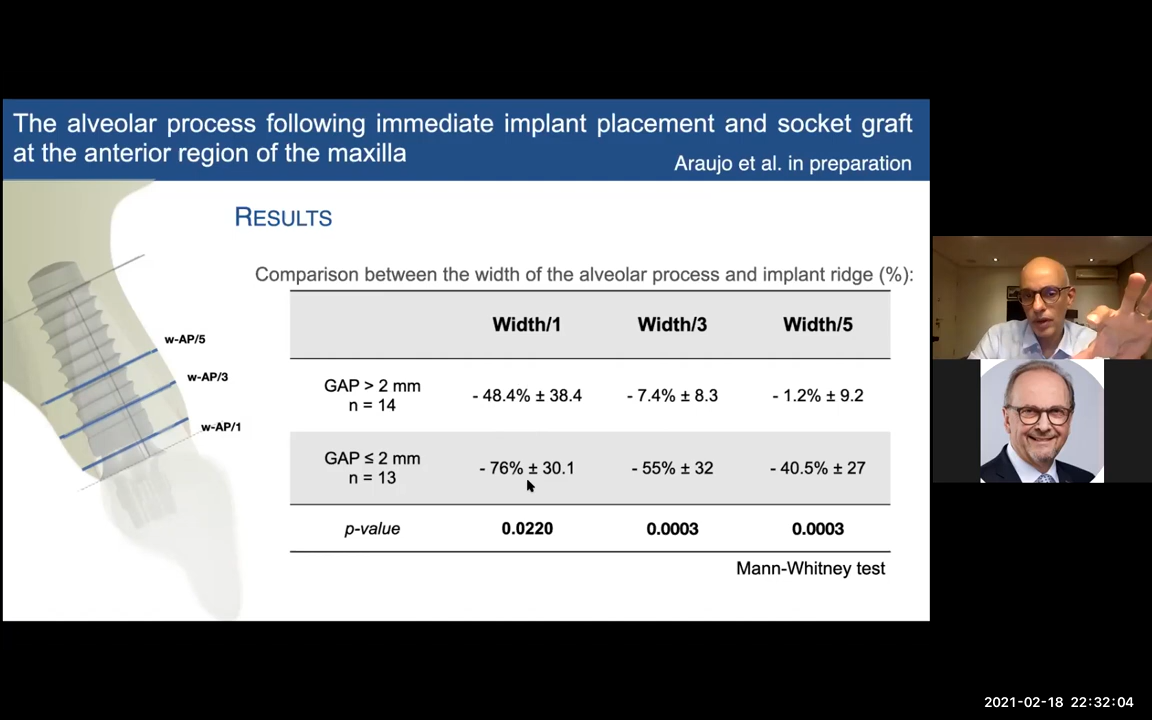 The alveolar process following immediate implant placement and socket graft
at the anterior region of the maxilla
Araujo et al. in preparation
RESULTS
Comparison between the width of the alveolar process and implant ridge (%):
Width/1 Width/3 Width/5
GAP > 2 mm
n = 14
- 48.4% ± 38.4 - 7.4% ± 8.3 - 1.2% ± 9.2
GAP ≤ 2 mm
n = 13
- 76% ± 30.1 - 55% ± 32 - 40.5% ± 27
p-value 0.0220 0.0003 0.0003
Mann-Whitney test
w-AP/5
w-AP/3
w-AP/1
2021-02-18 22:32:04